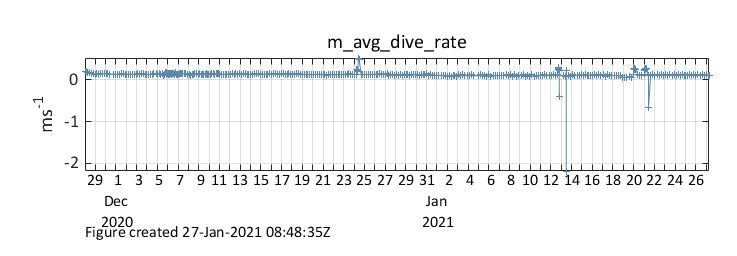 m_avg_dive_rate
0
-1
-2
ms-1
29 1 3 5 7 9 11 13 15 17 19 21 23 25 27 29 31 2 4 6 8 10 12 14 16 18 20 22 24 26
Dec Jan
2020 2021
Figure created 27-Jan-2021 08:48:35Z